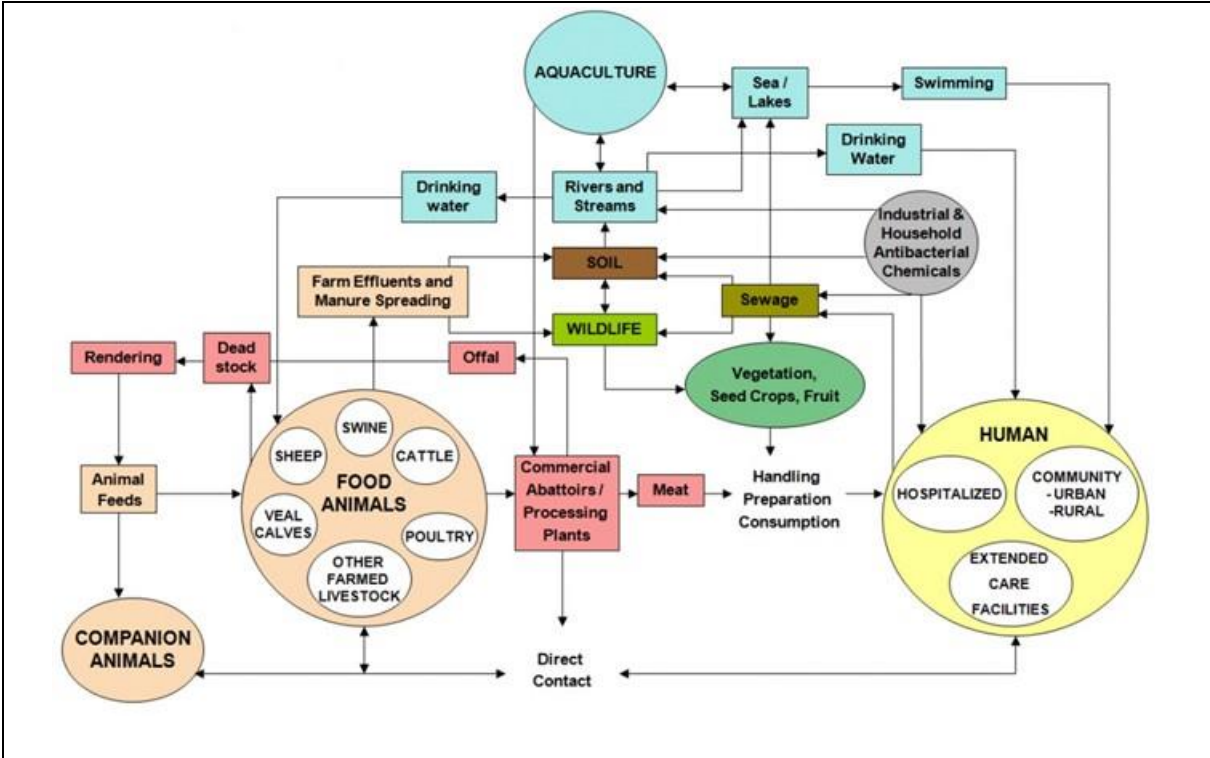 AQUACULTURE
Sea /
Lakes
Swimming
Drinking
Water
Drinking
water
Rivers and
Streams
Industrial &
Household
Antibacterial
Chemicals
SOIL
Farm Effluents and
Manure Spreading
Sewage
WILDLIFE
Rendering
Dead
stock
Offal
Vegetation,
Seed Crops, Fruit
SWINE
SHEEP
CATTLE
FOOD
ANIMALS
VEAL
CALVES
POULTRY
OTHER
FARMED
LIVESTOCK
Animal
Feeds
Commercial
Abattoirs /
Processing
Plants
Meat
Handling
Preparation
Consumption
HUMAN
HOSPITALIZED
COMMUNITY
- URBAN
-RURAL
EXTENDED
CARE
FACILITIES
COMPANION
ANIMALS
Direct
Contact